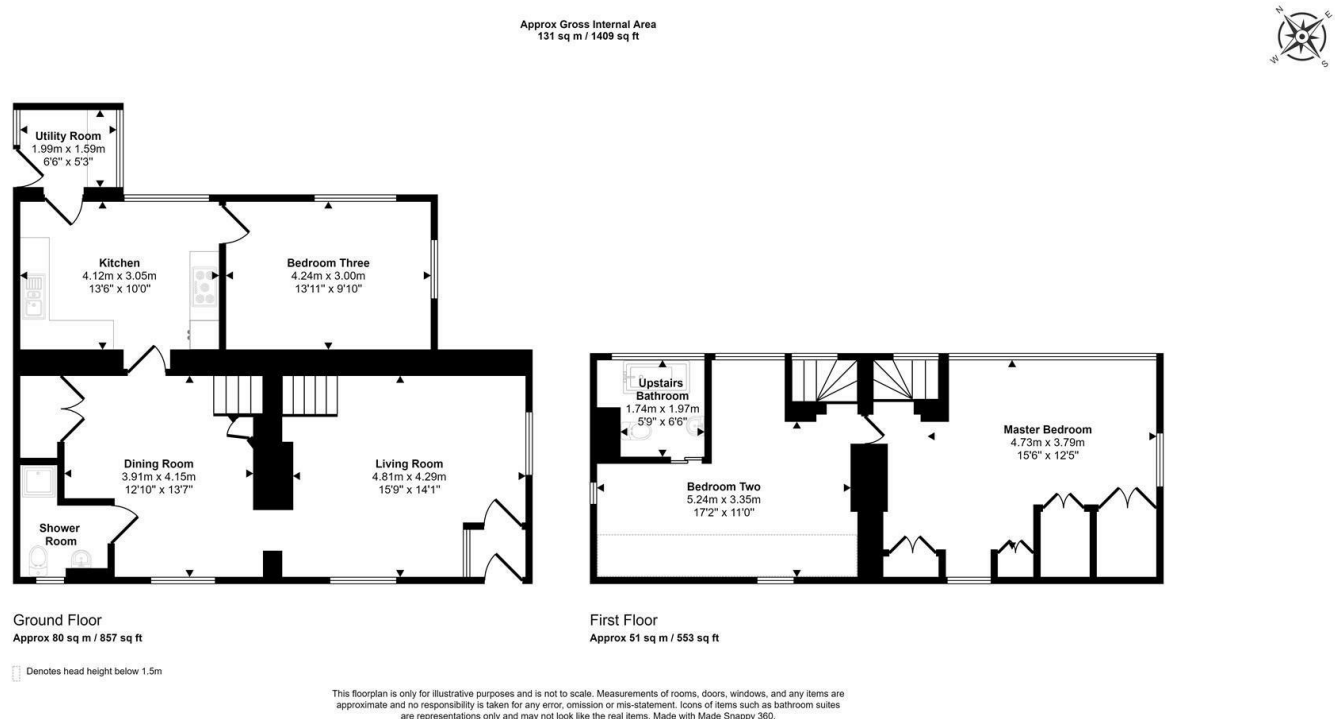 Approx Gross Internal Area
131 sq m / 1409 sq ft
N
E
W
S
Utility Room
1.99m x 1.59m
6'6" x 5'3"
Kitchen
4.12m x 3.05m
13'6" x 10'0"
Bedroom Three
4.24m x 3.00m
13'11" x 9'10"
Dining Room
3.91m x 4.15m
12'10" x 13'7"
Living Room
4.81m x 4.29m
15'9" x 14'1"
Shower
Room
Upstairs
Bathroom
1.74m x 1.97m
5'9" x 6'6"
Master Bedroom
4.73m x 3.79m
15'6" x 12'5"
Bedroom Two
5.24m x 3.35m
17'2" x 11'0"
Ground Floor
Approx 80 sq m / 857 sq ft
First Floor
Approx 51 sq m / 553 sq ft
Denotes head height below 1.5m
This floorplan is only for illustrative purposes and is not to scale. Measurements of rooms, doors, windows, and any items are
approximate and no responsibility is taken for any error, omission or mis-statement. Icons of items such as bathroom suites
are representations only and may not look like the real items. Made with Made Snappy 360.